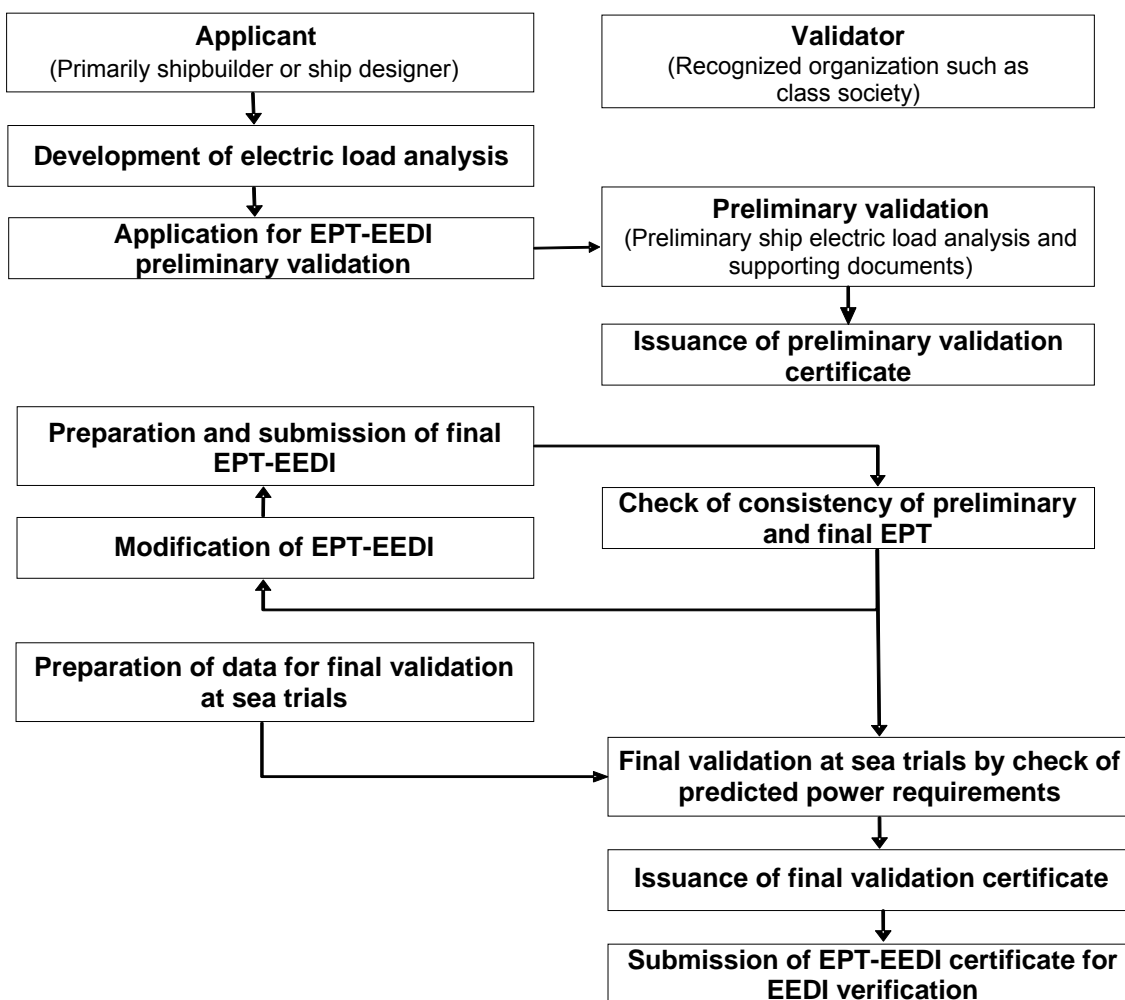 Applicant
(Primarily shipbuilder or ship designer)
Validator
(Recognized organization such as
class society)
Development of electric load analysis
Application for EPT-EEDI
preliminary validation
Preliminary validation
(Preliminary ship electric load analysis and
supporting documents)
Issuance of preliminary validation
certificate
Preparation and submission of final
EPT-EEDI
Check of consistency of preliminary
and final EPT
Modification of EPT-EEDI
Preparation of data for final validation
at sea trials
Final validation at sea trials by check of
predicted power requirements
Issuance of final validation certificate
Submission of EPT-EEDI certificate for
EEDI verification